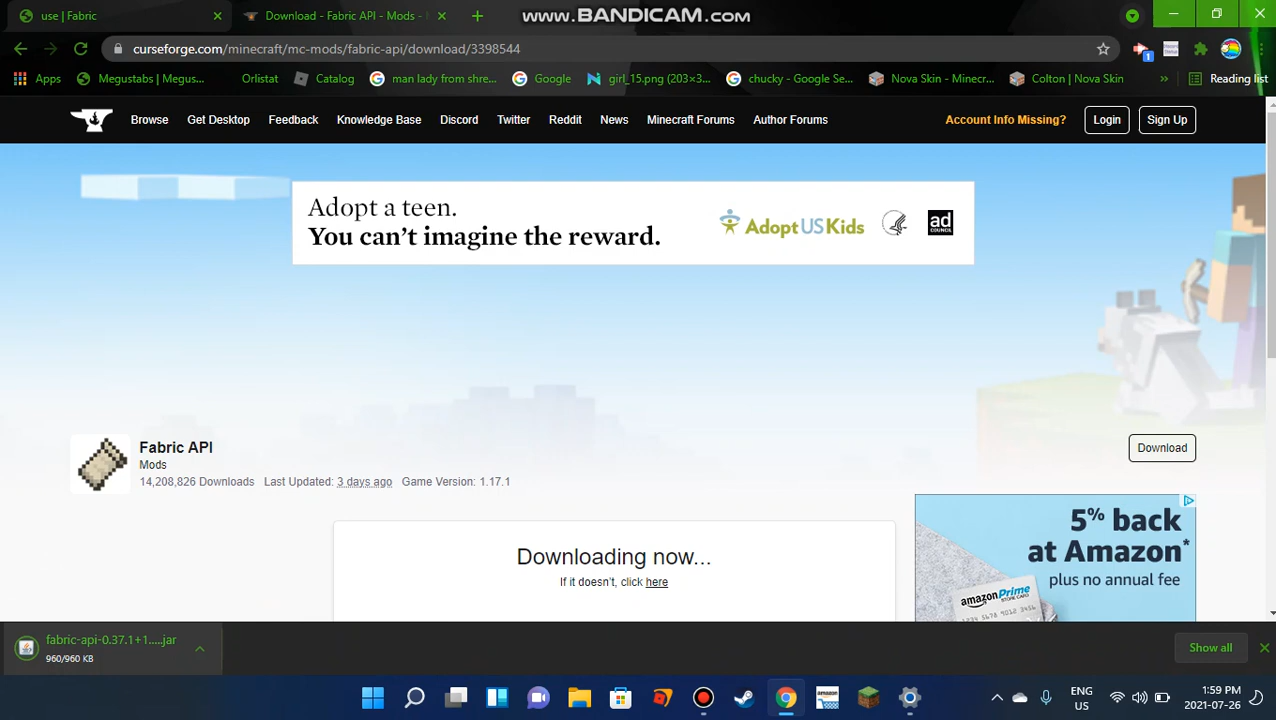 use | Fabric
Download - Fabric API - Mods -
www.BANDICAM.com
curseforge.com/minecraft/mc-mods/fabric-api/download/3398544
1
Apps
Megustabs | Megus...
Orlistat
Catalog
man lady from shre...
Google
girl_15.png (203×3...
chucky - Google Se...
Nova Skin - Minecr...
Colton | Nova Skin
»
Reading list
Browse
Get Desktop
Feedback
Knowledge Base
Discord
Twitter
Reddit
News
Minecraft Forums
Author Forums
Account Info Missing?
Login
Sign Up
Adopt a teen.
You can't imagine the reward.
AdoptUSKids
ad
COUNCIL
Fabric API
Mods
14,208,826 Downloads Last Updated: 3 days ago Game Version: 1.17.1
Download
Downloading now...
If it doesn't, click here
5% back
at Amazon*
plus no annual fee
amazonPrime
STORE CARD
fabric-api-0.37.1+1.....jar
960/960 KB
Show all
ENG
US
1:59 PM
2021-07-26